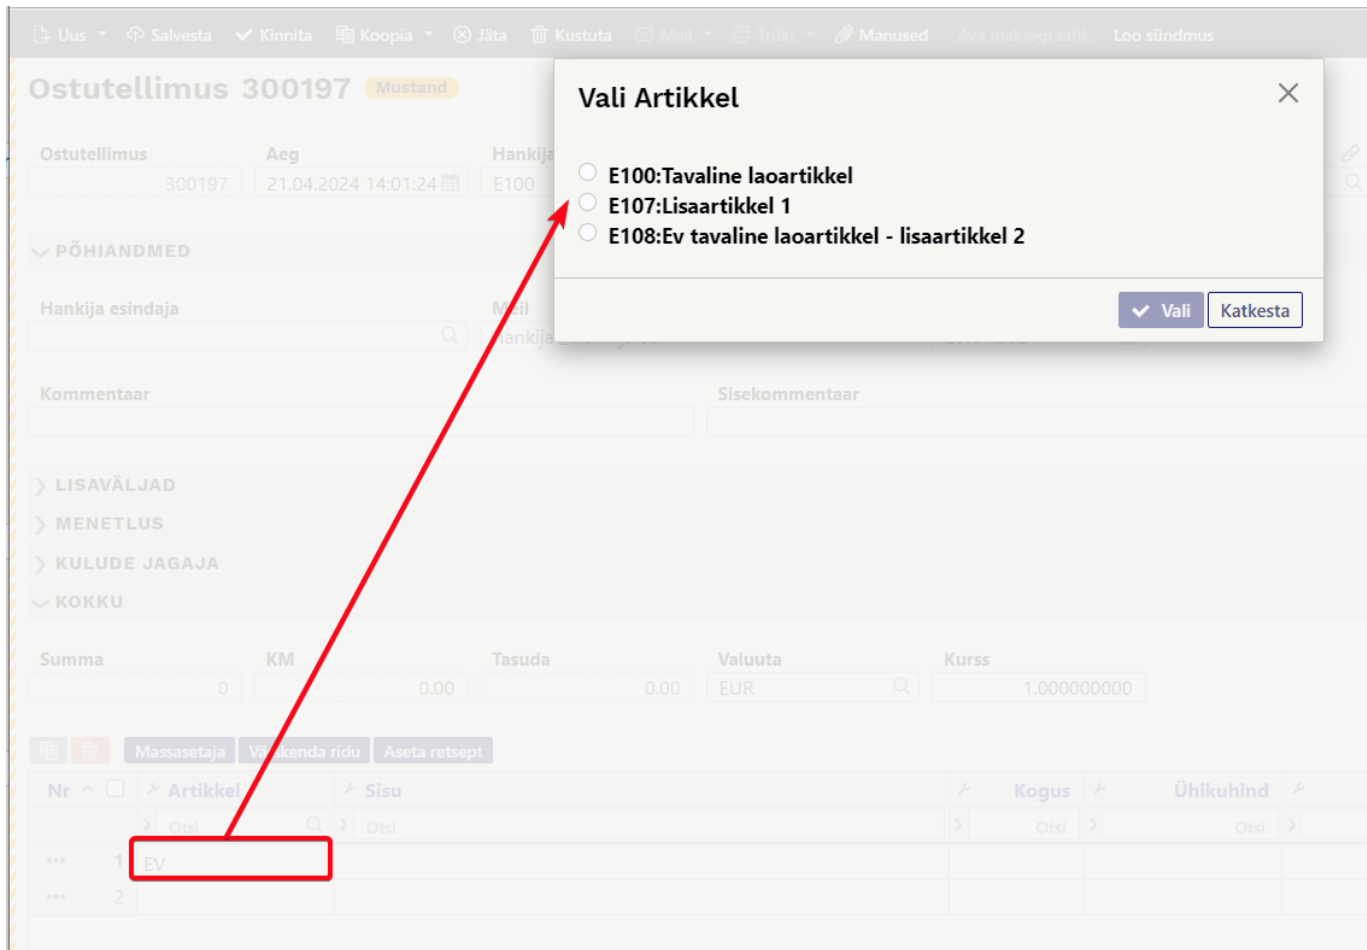 Uus Salvesta Kinnita Koopia Jäta Kustuta Meil Trüki Manused Ava maksegraafik Loo sündmus
Ostutellimus 300197 Mustand
Vali Artikkel
Ostutellimus Aeg Hankija
300197 21.04.2024 14:01:24 E100
E100:Tavaline laoartikkel
E107:Lisaartikkel 1
E108:Ev tavaline laoartikkel - lisaartikkel 2
PÕHIANDMED
Vali Katkesta
Hankija esindaja Meil
Kommentaar Sisekommentaar
LISAVÄLJAD
MENETLUS
KULUDE JAGAJA
KOKKU
Summa KM Tasuda Valuuta Kurss
0 0.00 0.00 EUR 1.000000000
Massasetaja Värskenda ridu Aseta retsept
Nr Artikkel Sisu Kogus Ühikuhind
Otsi Otsi Otsi Otsi
1 EV
2